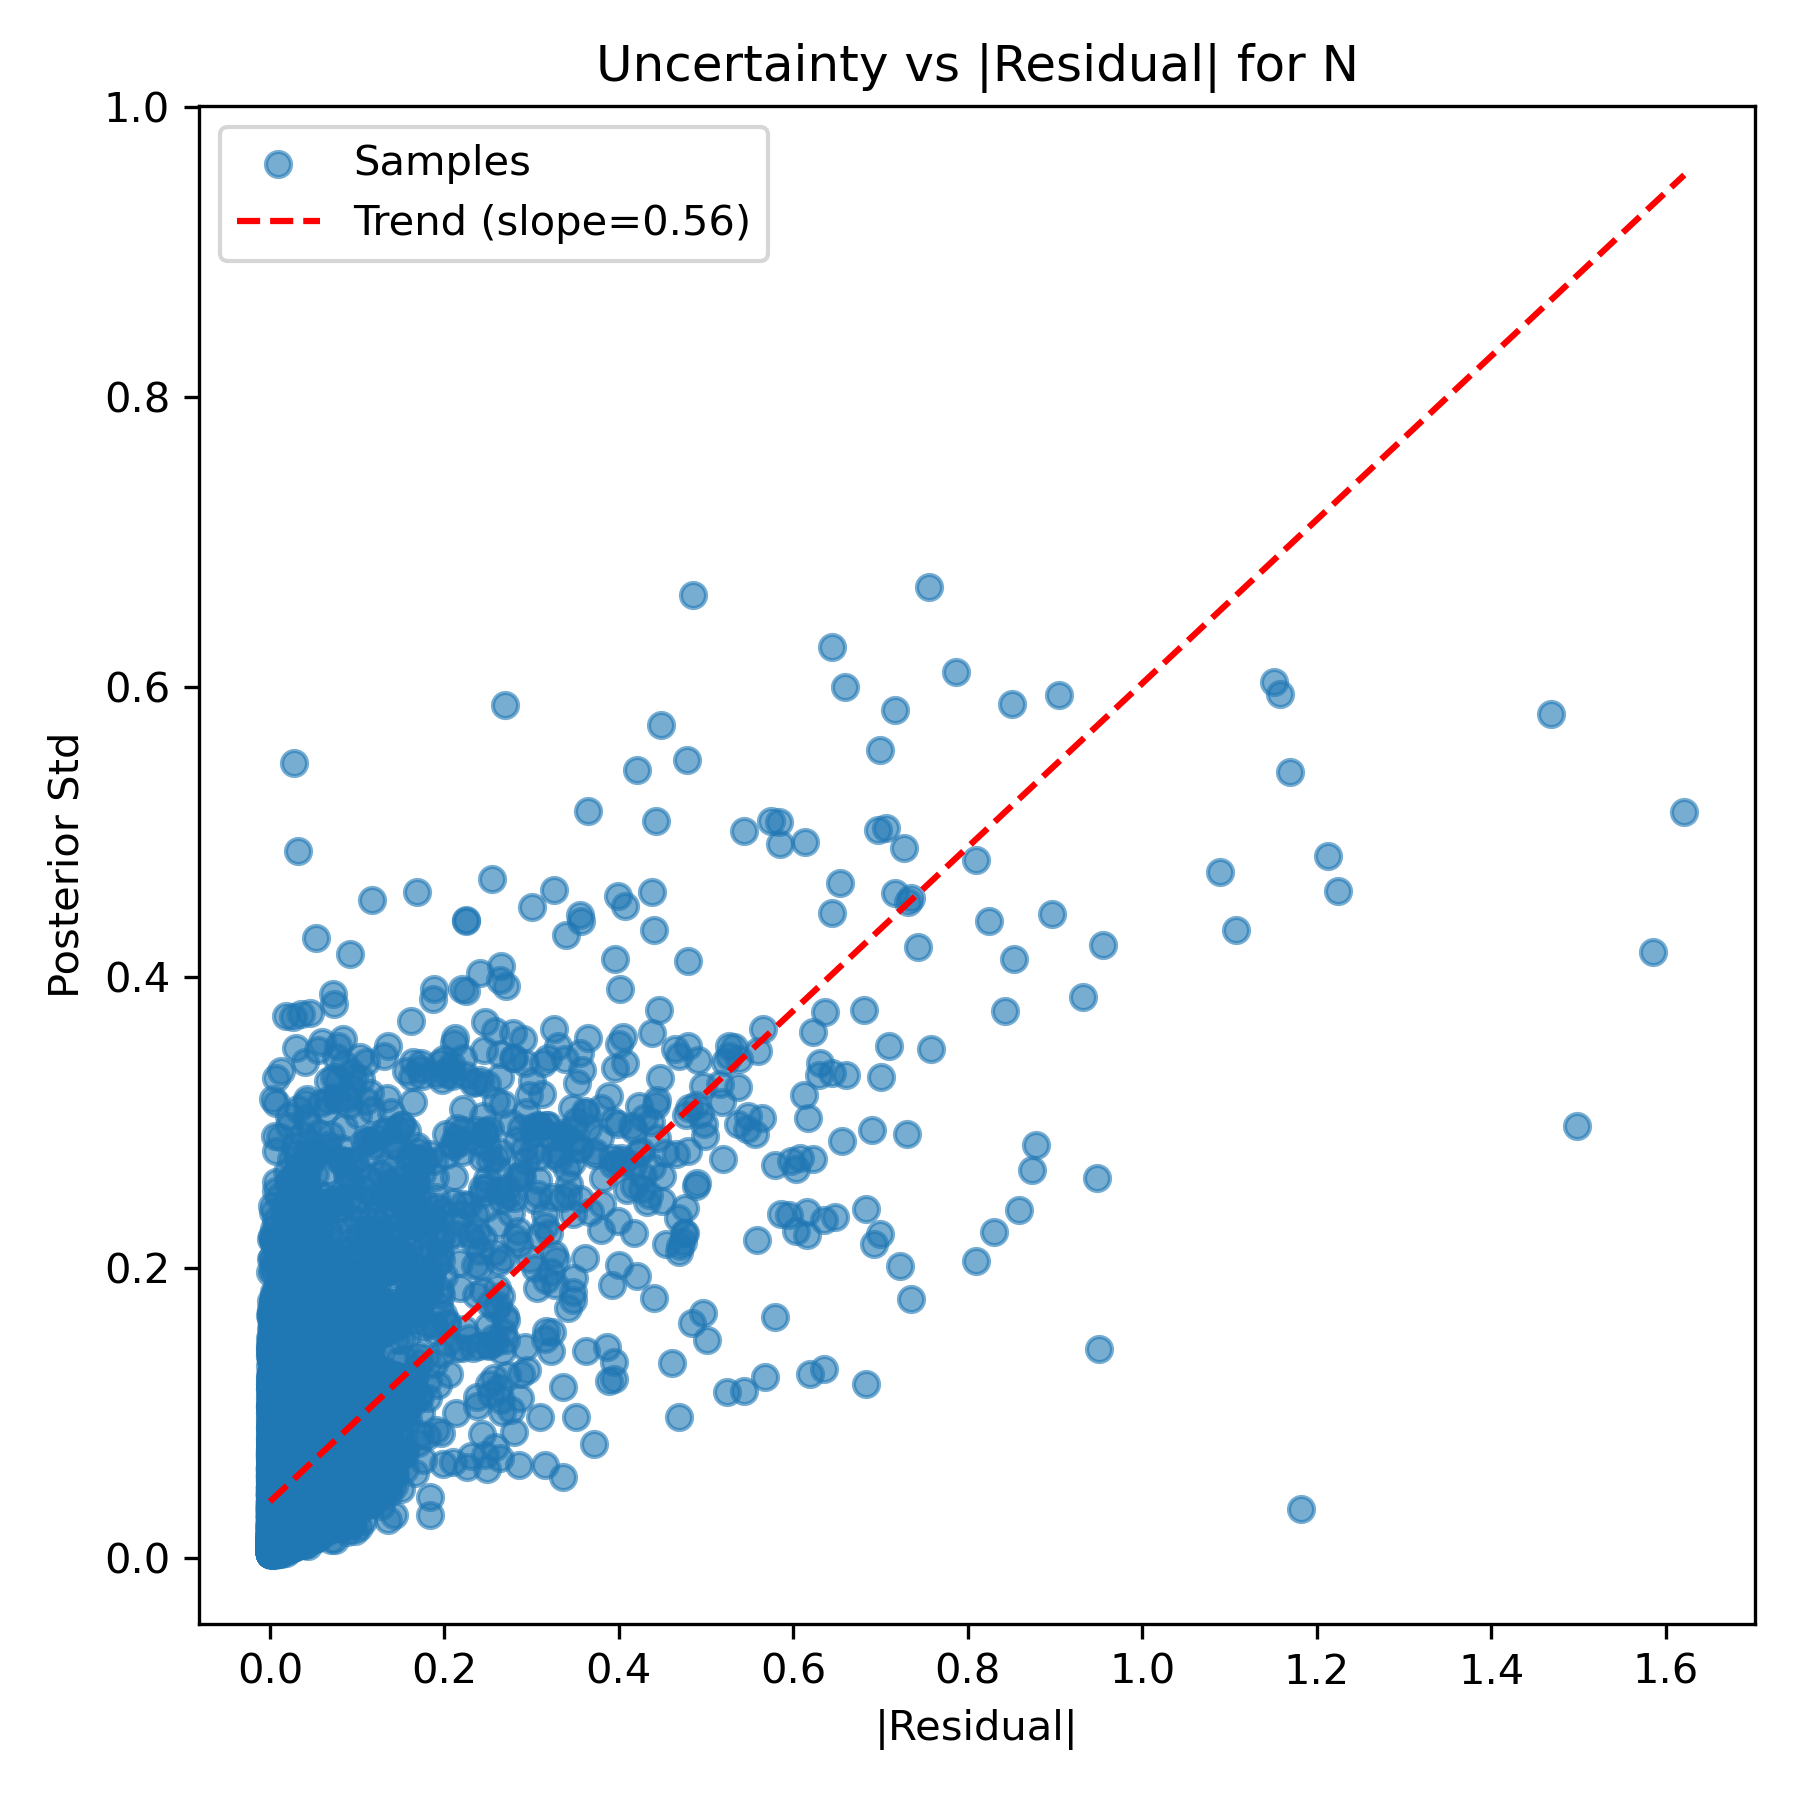 Uncertainty vs |Residual| for N
Samples
Trend (slope=0.56)
Posterior Std
1.0
0.8
0.6
0.4
0.2
0.0
0.0 0.2 0.4 0.6 0.8 1.0 1.2 1.4 1.6
|Residual|